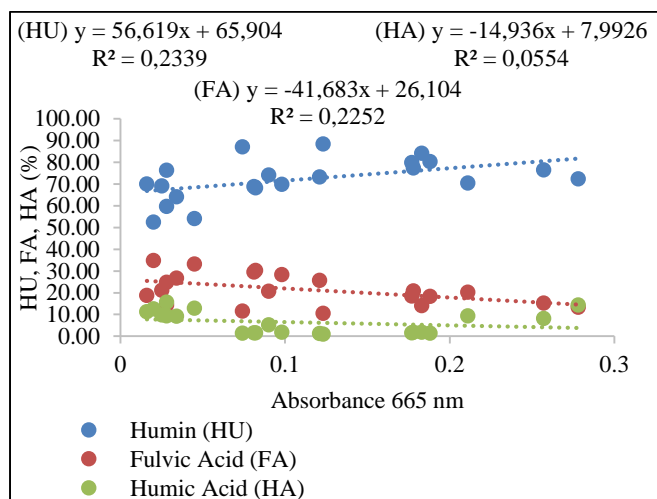 (HU) y = 56,619x + 65,904 (HA) y = -14,936x + 7,9926
R² = 0,2339 R² = 0,0554
(FA) y = -41,683x + 26,104
R² = 0,2252
HU, FA, HA (%)
100.00
90.00
80.00
70.00
60.00
50.00
40.00
30.00
20.00
10.00
0.00
0 0.1 0.2 0.3
Absorbance 665 nm
Humin (HU)
Fulvic Acid (FA)
Humic Acid (HA)